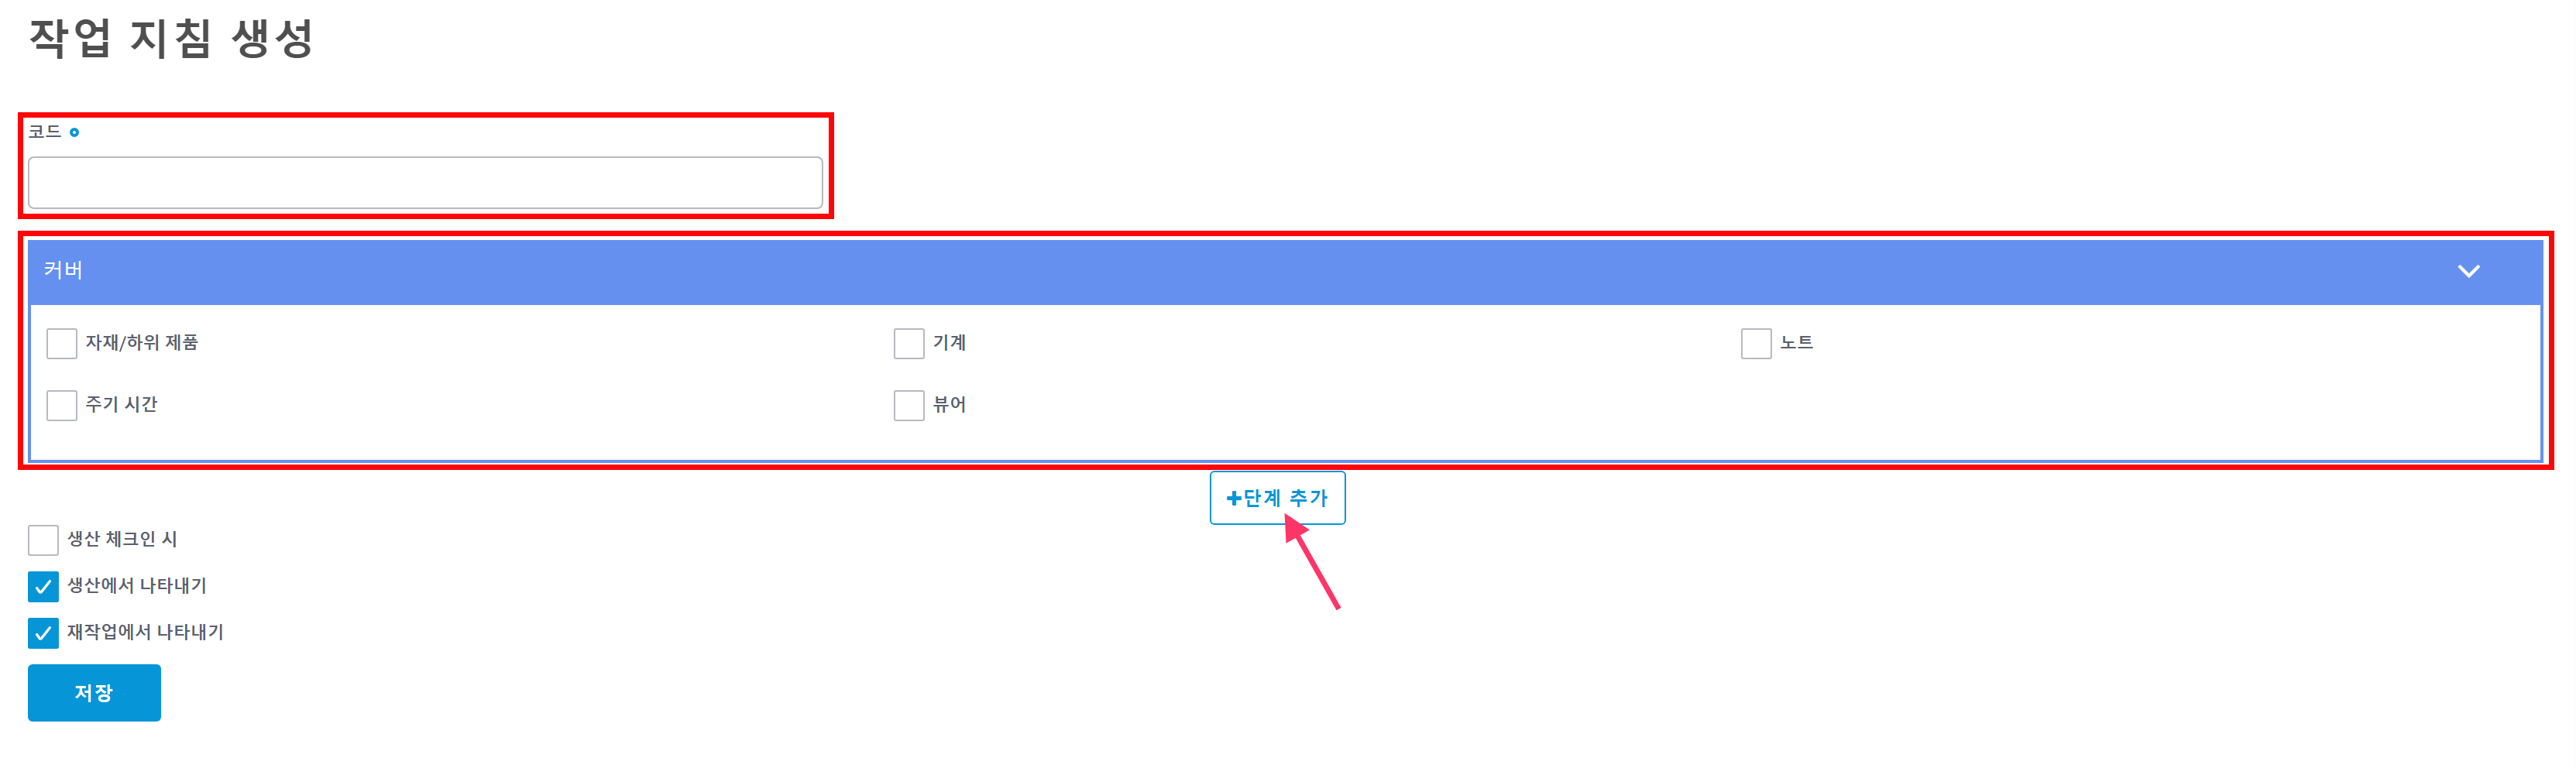 작업 지침 생성
코드
커버
자재/하위 제품 기계 노트
주기 시간 뷰어
+단계 추가
생산 체크인 시
생산에서 나타내기
재작업에서 나타내기
저장